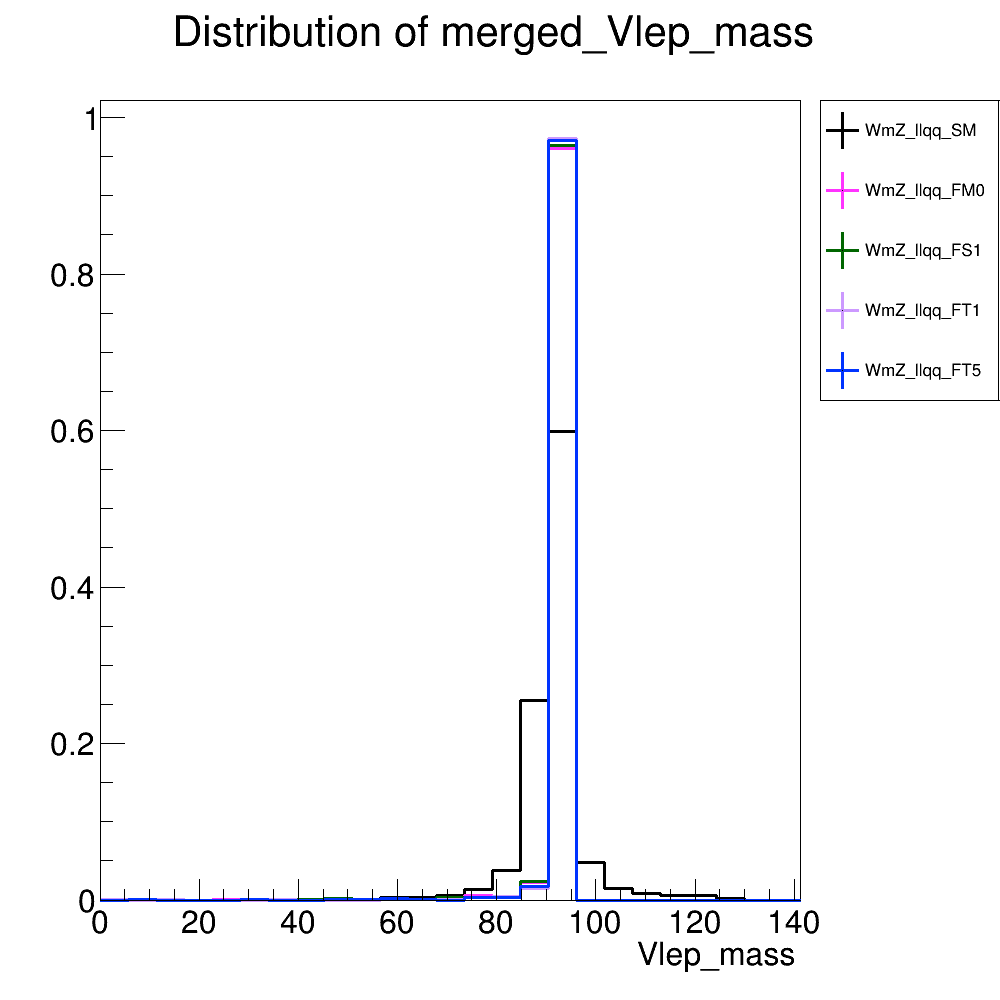 Distribution of merged_Vlep_mass
1
0.8
0.6
0.4
0.2
0
0 20 40 60 80 100 120 140
Vlep_mass
WmZ_llqq_SM
WmZ_llqq_FM0
WmZ_llqq_FS1
WmZ_llqq_FT1
WmZ_llqq_FT5